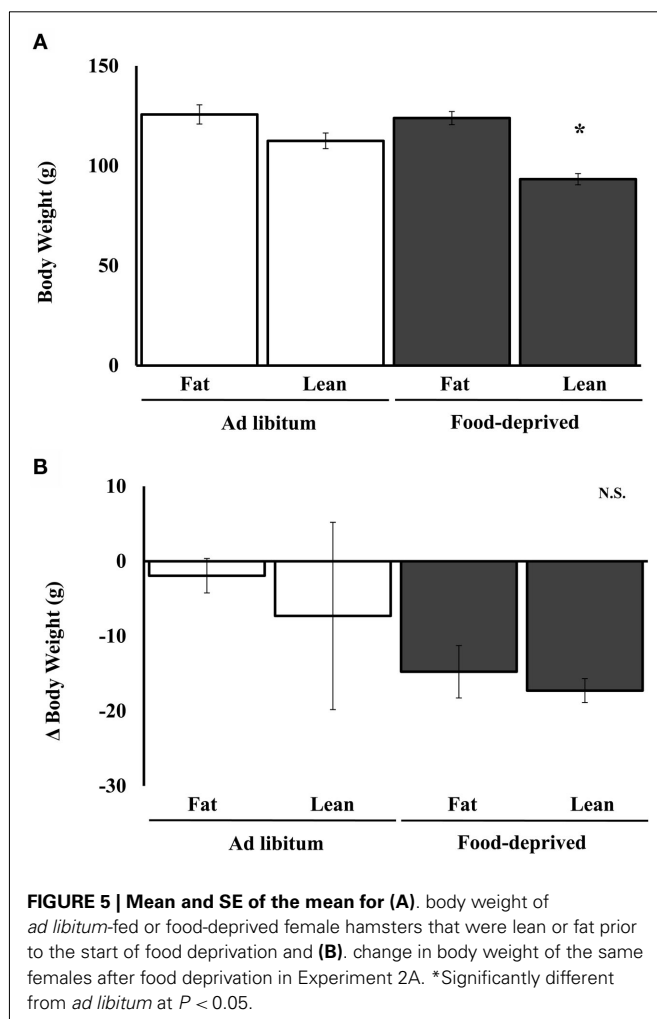 A
150
100
50
0
Body Weight (g)
*
Fat Lean Fat Lean
Ad libitum Food-deprived
B
10
0
-10
-20
-30
Δ Body Weight (g)
N.S.
Fat Lean Fat Lean
Ad libitum Food-deprived
FIGURE 5 | Mean and SE of the mean for (A). body weight of
ad libitum-fed or food-deprived female hamsters that were lean or fat prior
to the start of food deprivation and (B). change in body weight of the same
females after food deprivation in Experiment 2A. *Significantly different
from ad libitum at P < 0.05.